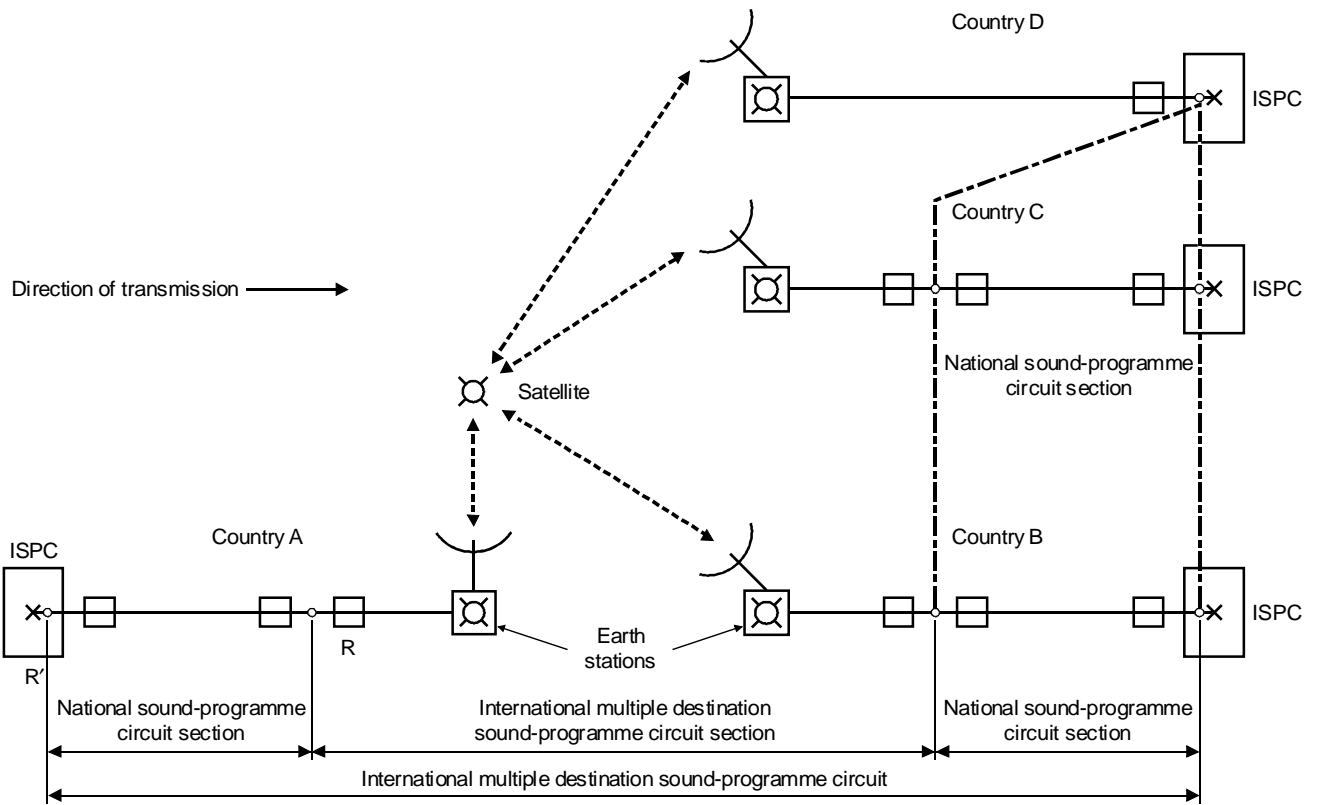 Country D
ISPC
Country C
Direction of transmission
ISPC
National sound-programme
circuit section
Satellite
Country A
Country B
ISPC
R
Earth
stations
ISPC
R′
National sound-programme
circuit section
International multiple destination
sound-programme circuit section
National sound-programme
circuit section
International multiple destination sound-programme circuit